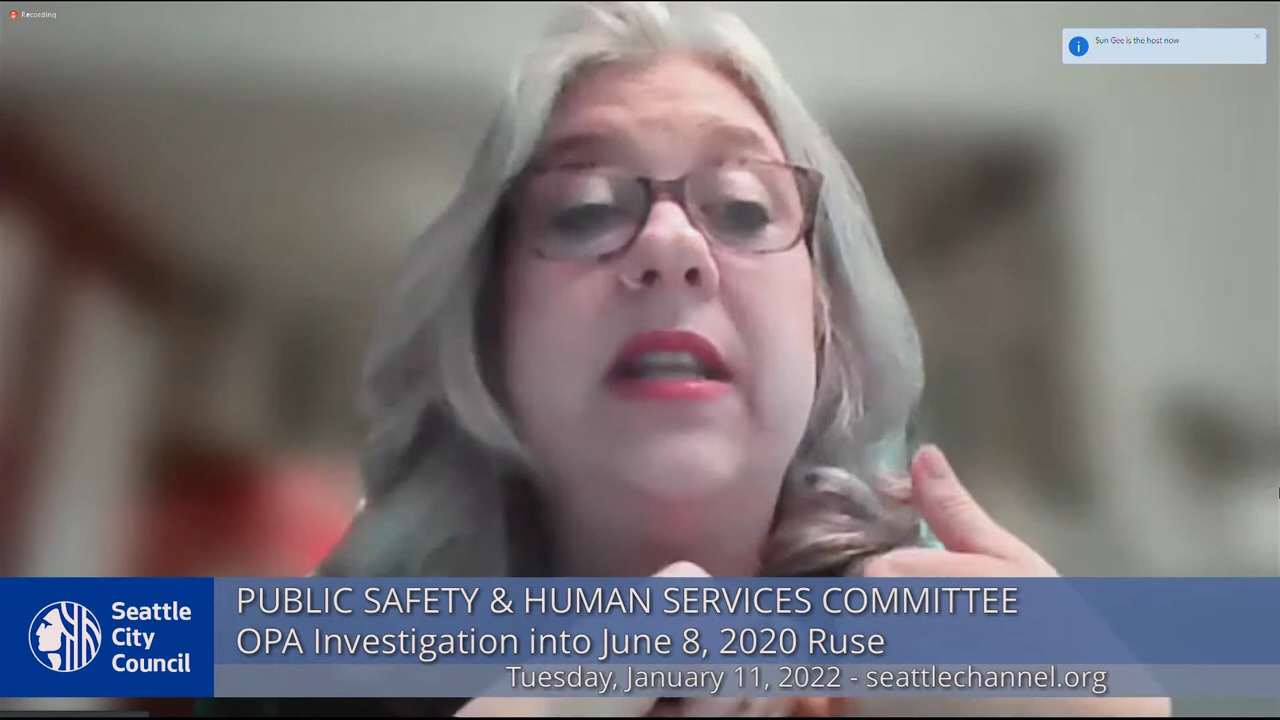 Recording
Sun Gee is the host now
PUBLIC SAFETY & HUMAN SERVICES COMMITTEE
OPA Investigation into June 8, 2020 Ruse
Tuesday, January 11, 2022 - seattlechannel.org
Seattle
City
Council